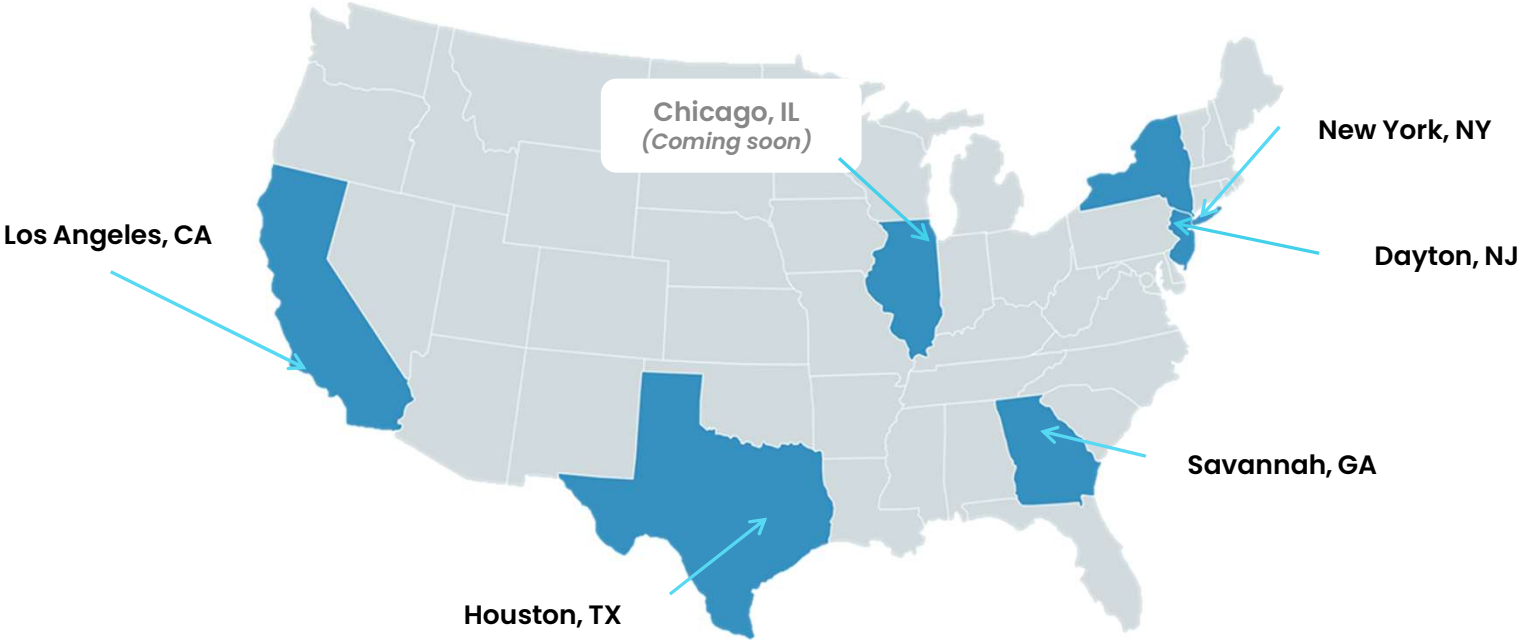 Chicago, IL
(Coming soon)
New York, NY
Los Angeles, CA
Dayton, NJ
Savannah, GA
Houston, TX